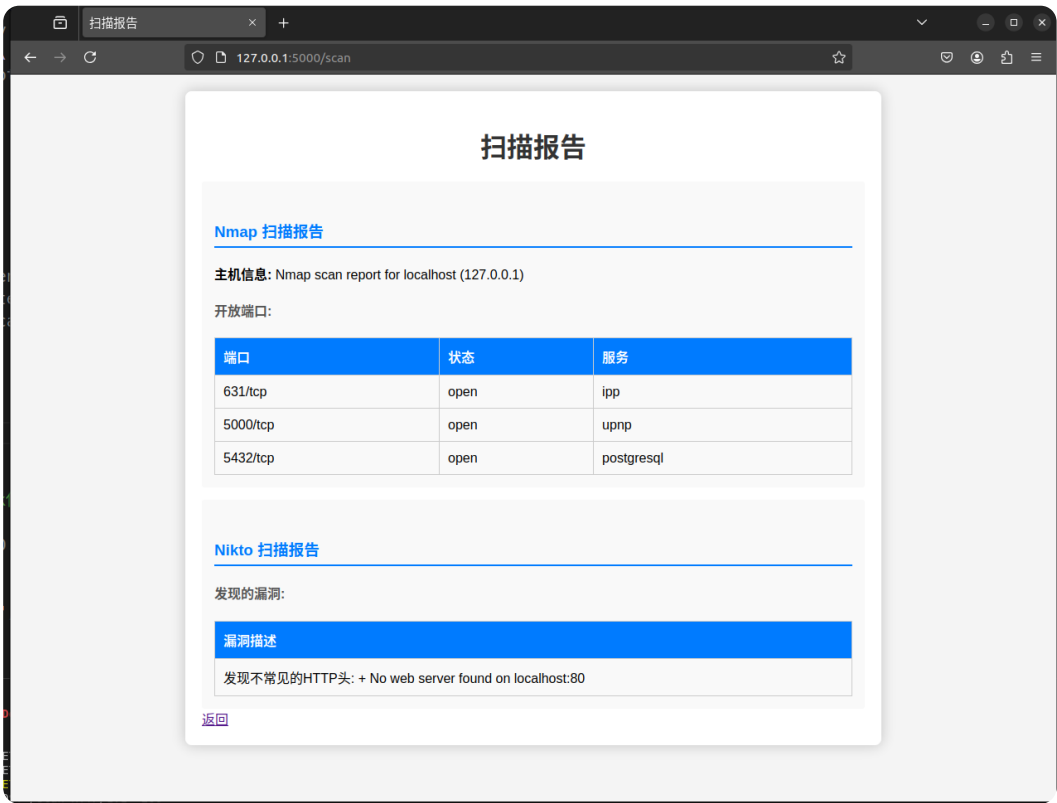 扫描报告
127.0.0.1:5000/scan
扫描报告
Nmap 扫描报告
主机信息: Nmap scan report for localhost (127.0.0.1)
开放端口:
端口 状态 服务
631/tcp open ipp
5000/tcp open upnp
5432/tcp open postgresql
Nikto 扫描报告
发现的漏洞:
漏洞描述
发现不常见的HTTP头: + No web server found on localhost:80
返回